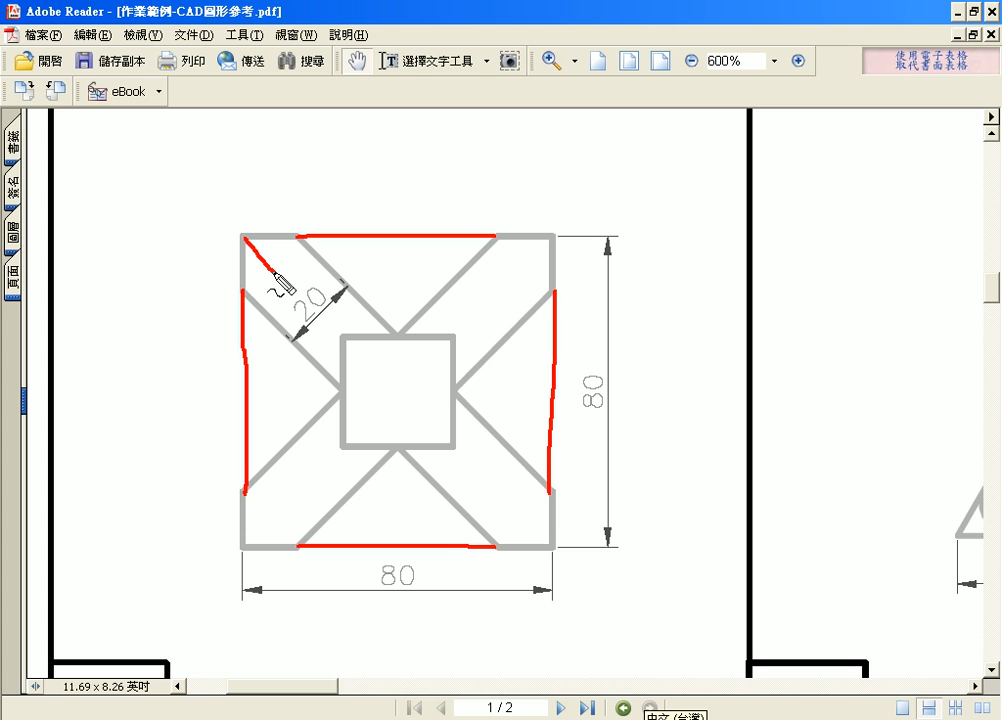 Adobe Reader - [作業範例-CAD圖形參考.pdf]
檔案(F) 編輯(E) 檢視(V) 文件(D) 工具(T) 視窗(W) 說明(H)
開啓 儲存副本 列印 傳送 搜尋 選擇文字工具 600%
使用電子表格
取代書面表格
eBook
書籤
簽名
圖層
頁面
20
80
80
11.69 x 8.26 英吋
1 / 2
中文 (台灣)